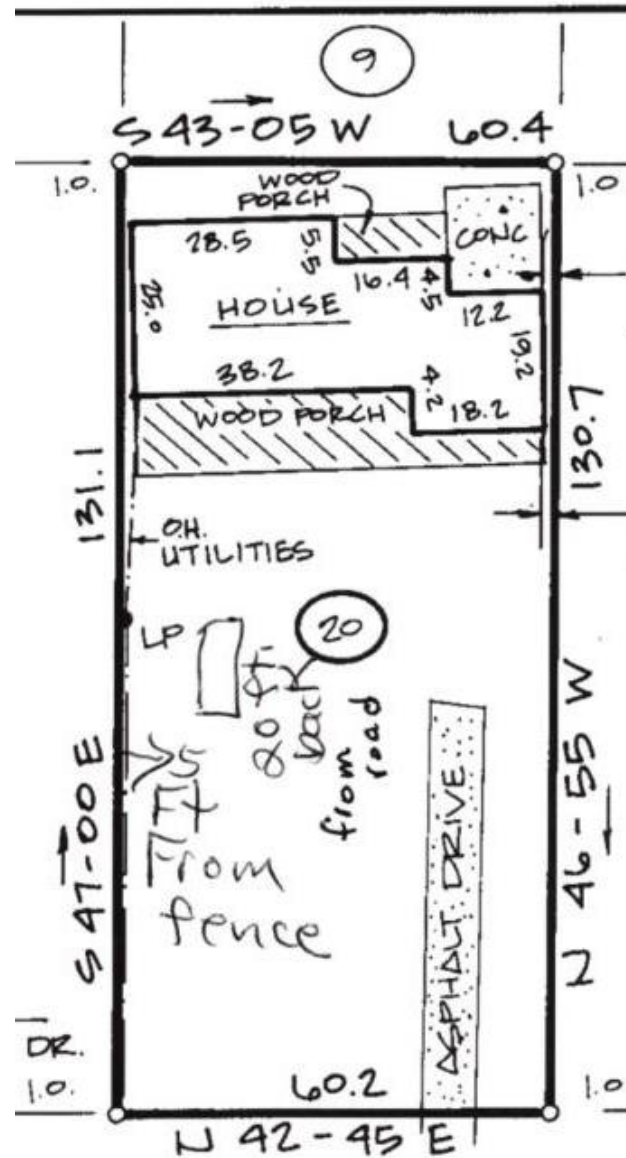 9
S 43-05 W 60.4
1.0.
1.0
WOOD
PORCH
CONC
28.5
5.5
16.4
4.5
12.2
25.0
HOUSE
19.2
38.2
4.2
18.2
WOOD PORCH
131.1
130.7
O.H.
UTILITIES
LP
20
20 ft.
back
from
road
5
Ft
From
fence
S 47-00 E
N 46-55 W
ASPHALT DRIVE
DR.
1.0.
1.0
60.2
N 42-45 E